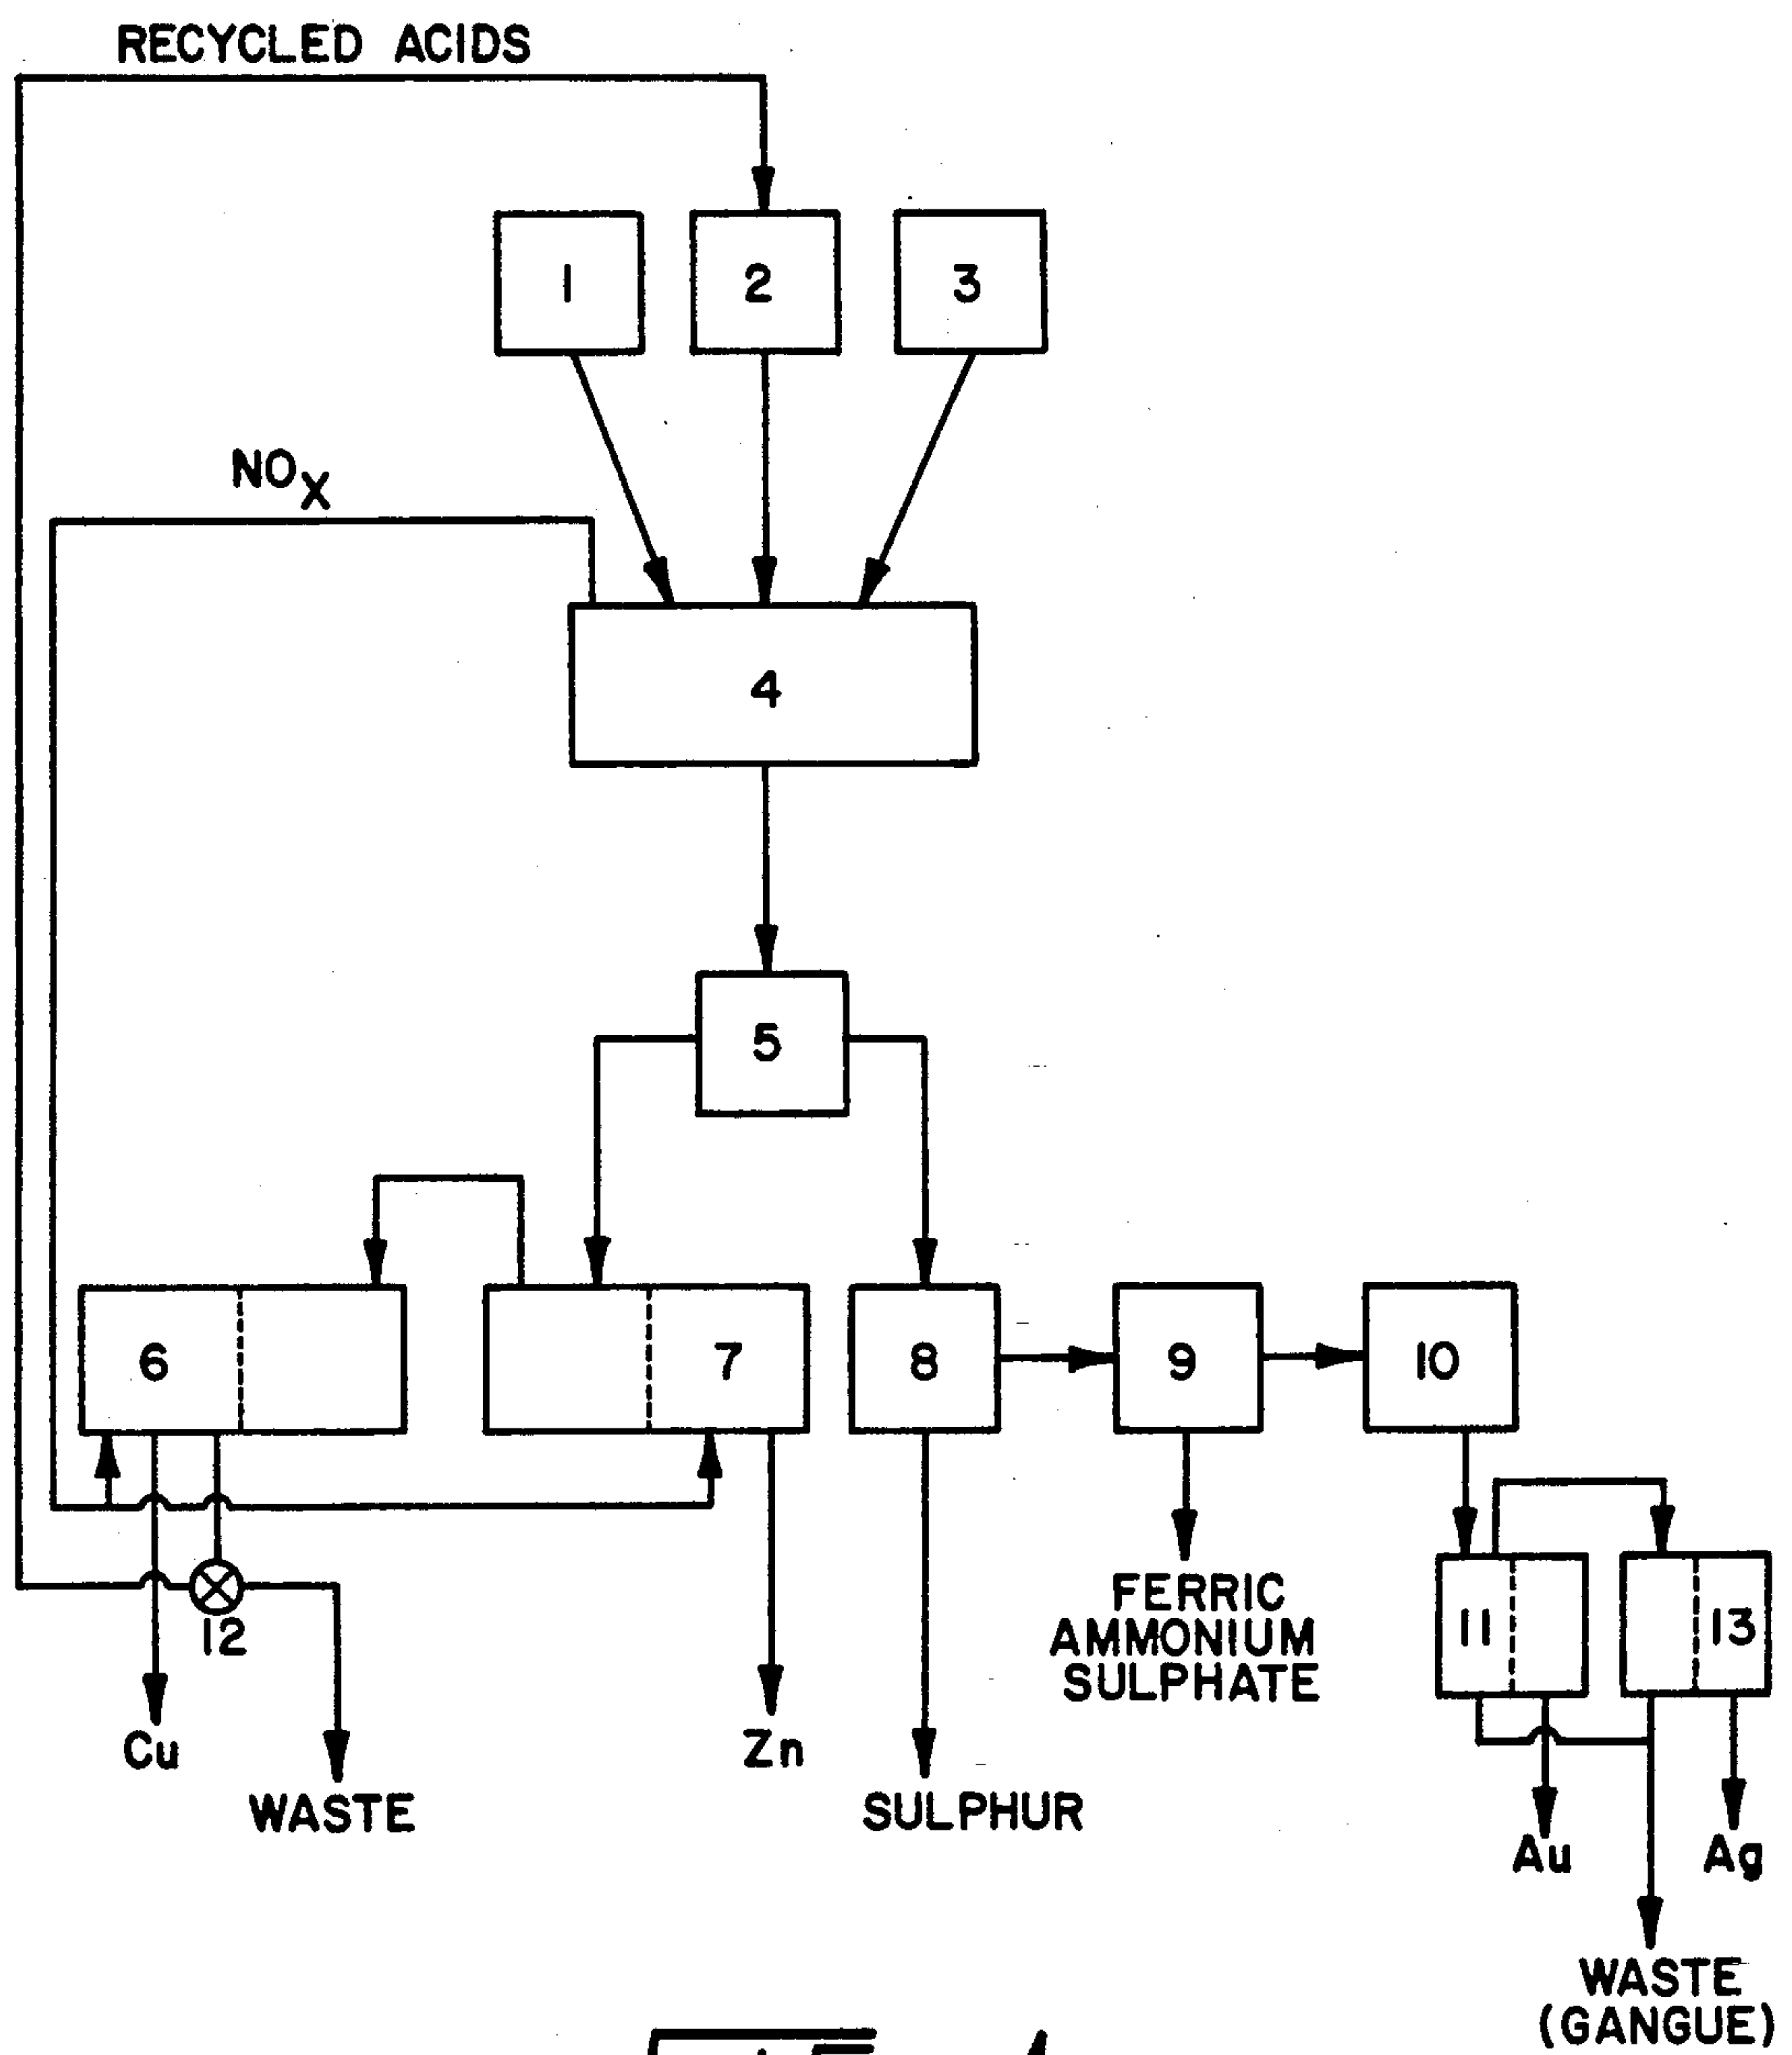 RECYCLED ACIDS
1
2
3
NOX
4
5
6
7
8
9
10
11
13
12
FERRIC
AMMONIUM
SULPHATE
Cu
Zn
WASTE
SULPHUR
Au
Ag
WASTE
(GANGUE)